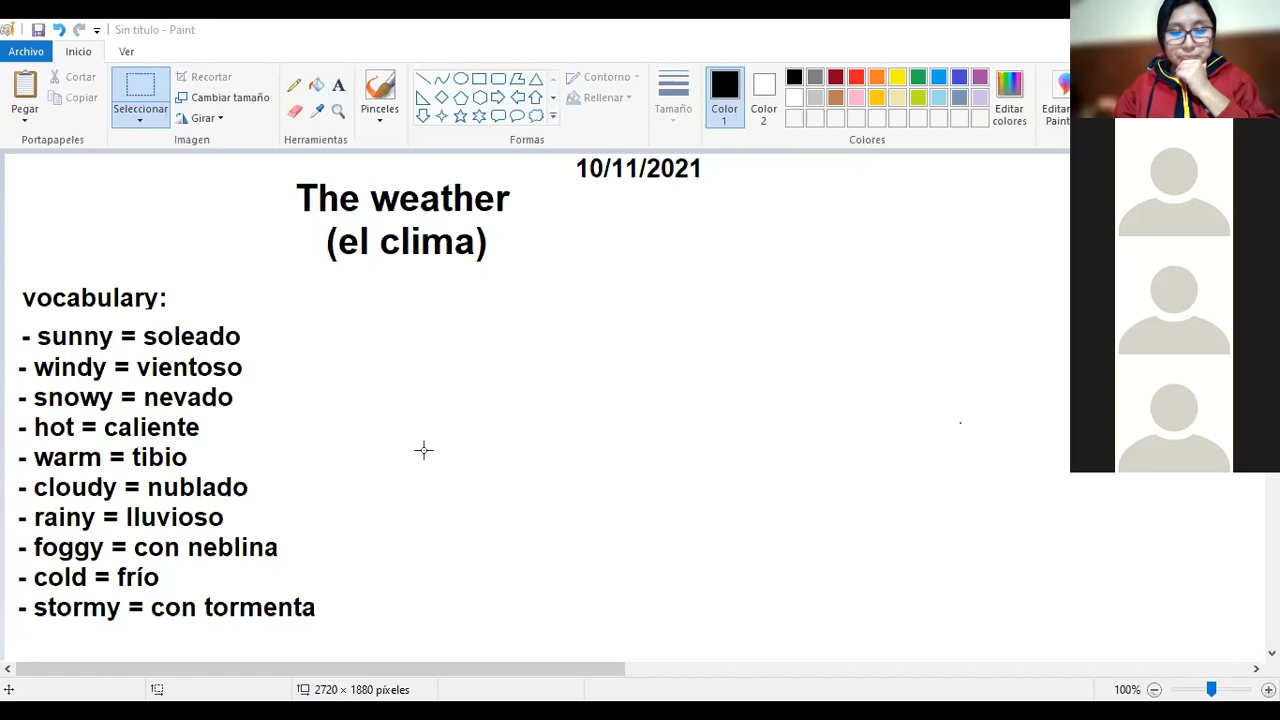 Sin título - Paint
Archivo Inicio Ver
Pegar
Cortar
Copiar
Portapapeles
Seleccionar
Recortar
Cambiar tamaño
Girar
Imagen
Herramientas
Pinceles
Contorno
Rellenar
Formas
Tamaño
Color 1
Color 2
Editar colores
Colores
10/11/2021
The weather
(el clima)
vocabulary:
- sunny = soleado
- windy = vientoso
- snowy = nevado
- hot = caliente
- warm = tibio
- cloudy = nublado
- rainy = lluvioso
- foggy = con neblina
- cold = frío
- stormy = con tormenta
2720 × 1880 píxeles
100%